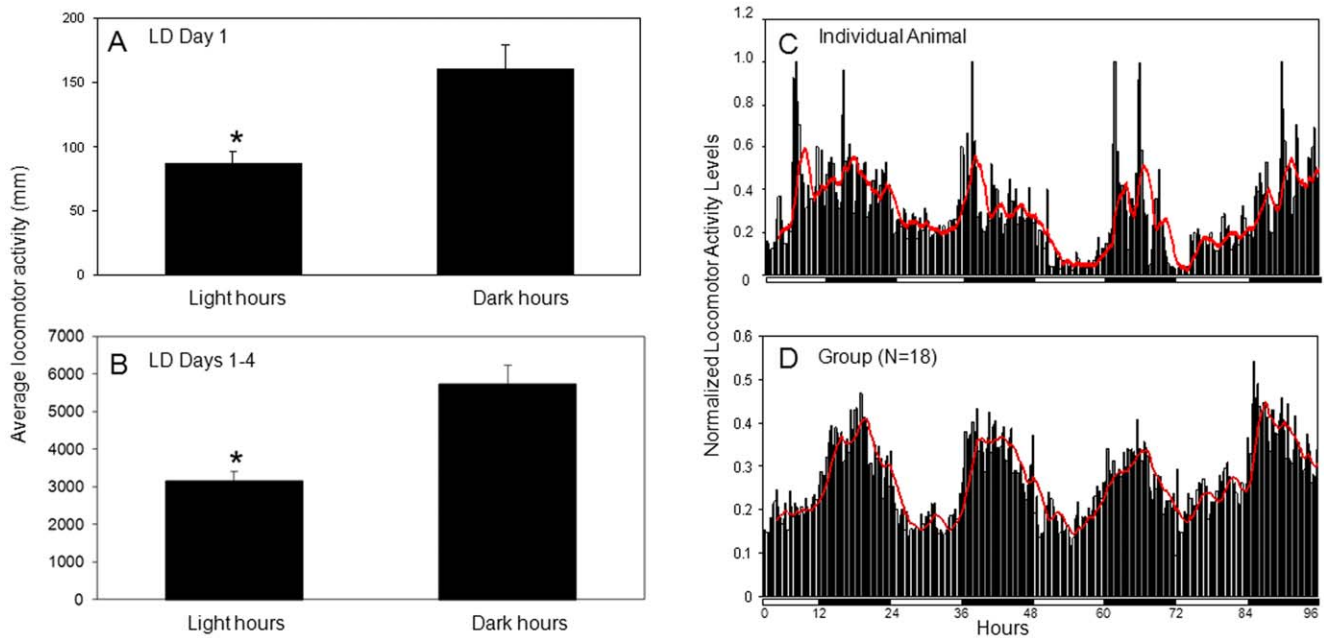 A LD Day 1
200
150
100
50
0
*
Light hours Dark hours
B LD Days 1-4
7000
6000
5000
4000
3000
2000
1000
0
*
Light hours Dark hours
Average locomotor activity (mm)
C Individual Animal
1.2
1.0
0.8
0.6
0.4
0.2
0
D Group (N=18)
0.6
0.5
0.4
0.3
0.2
0.1
0
0 12 24 36 48 60 72 84 96
Hours
Normalized Locomotor Activity Levels